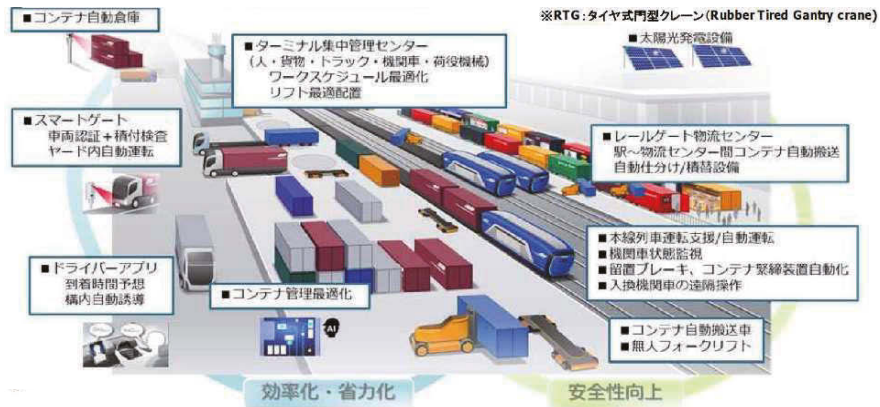 ※RTG:タイヤ式門型クレーン(Rubber Tired Gantry crane)
■コンテナ自動倉庫
■ターミナル集中管理センター
(人・貨物・トラック・機関車・荷役機械)
ワークスケジュール最適化
リフト最適配置
■太陽光発電設備
■スマートゲート
車両認証+積付検査
ヤード内自動運転
■レールゲート物流センター
駅~物流センター間コンテナ自動搬送
自動仕分け/積替設備
■本線列車運転支援/自動運転
■機関車状態監視
■留置ブレーキ、コンテナ緊締装置自動化
■入換機関車の遠隔操作
■ドライバーアプリ
到着時間予想
構内自動誘導
■コンテナ管理最適化
AI
■コンテナ自動搬送車
■無人フォークリフト
効率化・省力化
安全性向上